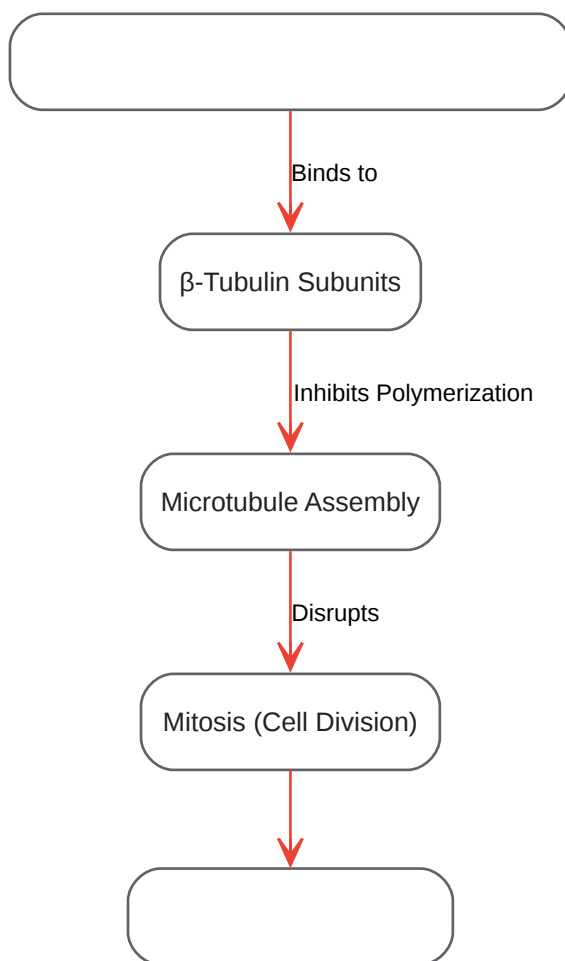 Binds to
β-Tubulin Subunits
Inhibits Polymerization
Microtubule Assembly
Disrupts
Mitosis (Cell Division)